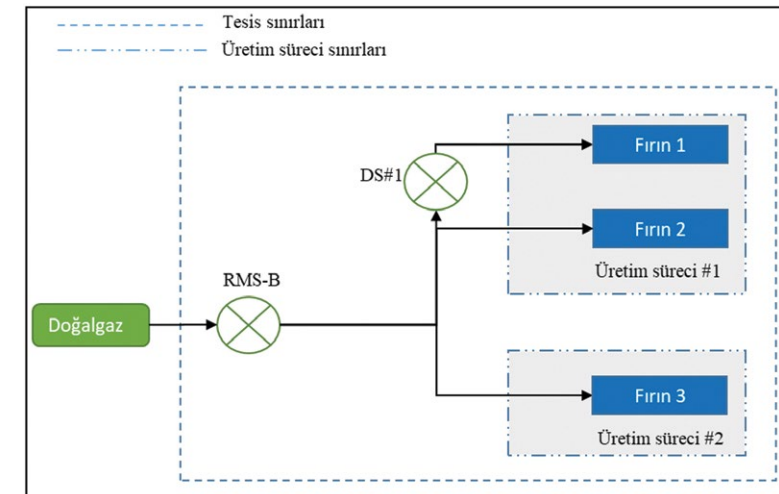 Tesis sınırları
Üretim süreci sınırları
DS#1
Fırın 1
Fırın 2
Üretim süreci #1
RMS-B
Doğalgaz
Fırın 3
Üretim süreci #2